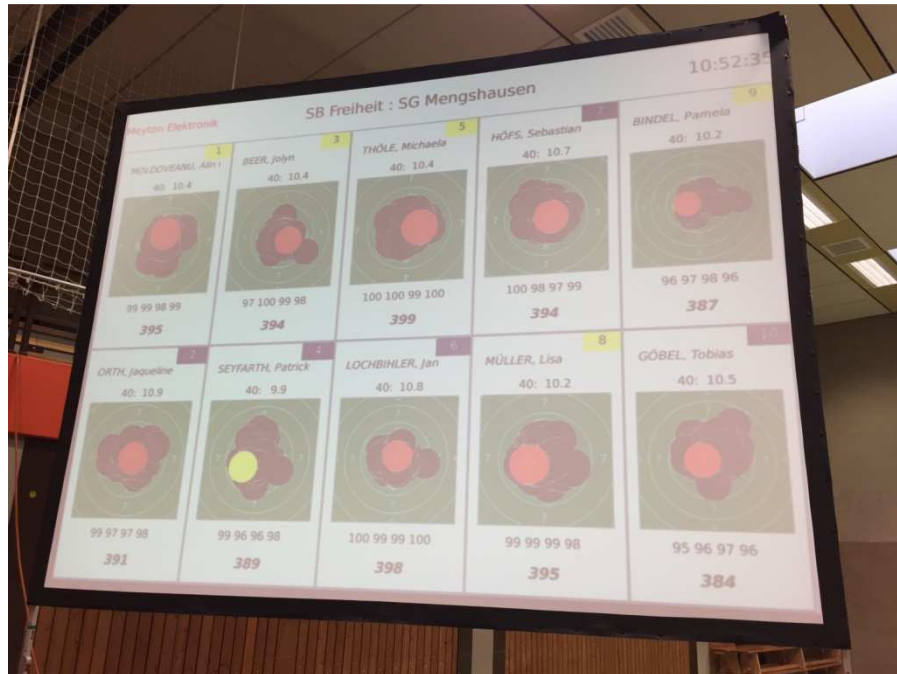 10:52:35
Meyton Elektronik
SB Freiheit : SG Mengshausen
1
MOLDOVEANU, Alin
40: 10.4
99 99 98 99
395
3
BEER, Jolyn
40: 10.4
97 100 99 98
394
5
THÖLE, Michaela
40: 10.4
100 100 99 100
399
7
HÖFS, Sebastian
40: 10.7
100 98 97 99
394
9
BINDEL, Pamela
40: 10.2
96 97 98 96
387
2
ORTH, Jaqueline
40: 10.9
99 97 97 98
391
4
SEYFARTH, Patrick
40: 9.9
99 96 96 98
389
6
LOCHBIHLER, Jan
40: 10.8
100 99 99 100
398
8
MÜLLER, Lisa
40: 10.2
99 99 99 98
395
10
GÖBEL, Tobias
40: 10.5
95 96 97 96
384